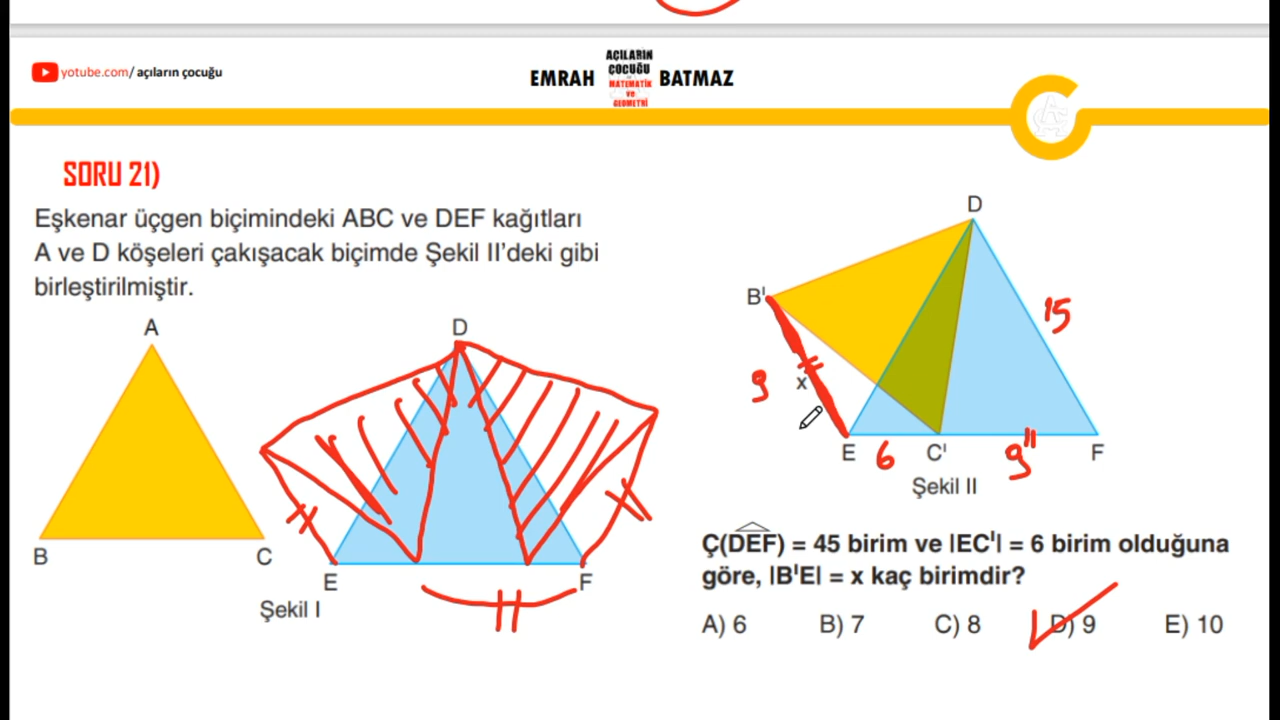 yotube.com/ açıların çocuğu
EMRAH
AÇILARIN
ÇOCUĞU
MATEMATİK
ve
GEOMETRİ
BATMAZ
SORU 21)
Eşkenar üçgen biçimindeki ABC ve DEF kağıtları
A ve D köşeleri çakışacak biçimde Şekil II'deki gibi
birleştirilmiştir.
A
B
C
D
E
F
Şekil I
D
B'
15
9
x
E
6
C'
9
F
Şekil II
Ç(DEF) = 45 birim ve |EC'| = 6 birim olduğuna
göre, |B'E| = x kaç birimdir?
A) 6 B) 7 C) 8 D) 9 E) 10